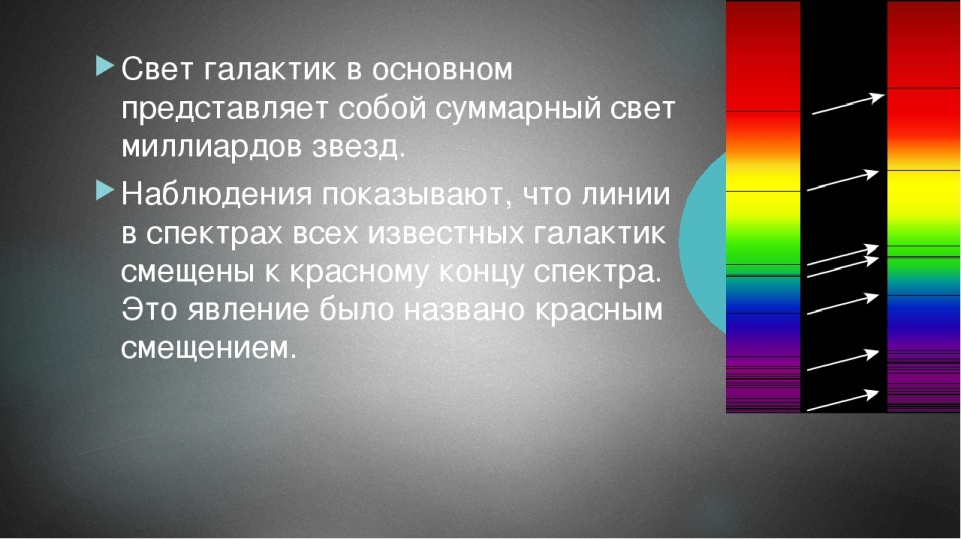 Свет галактик в основном
представляет собой суммарный свет
миллиардов звезд.
Наблюдения показывают, что линии
в спектрах всех известных галактик
смещены к красному концу спектра.
Это явление было названо красным
смещением.